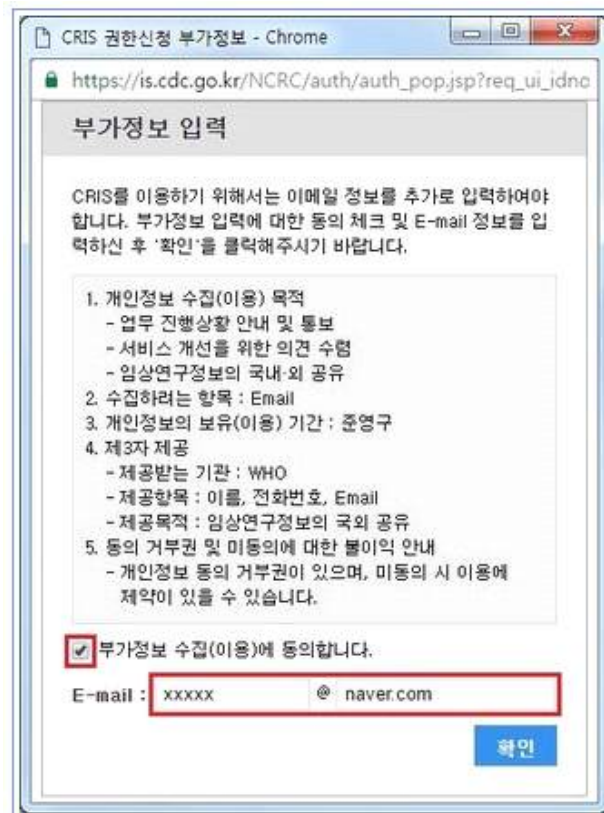 CRIS 권한신청 부가정보 - Chrome
https://is.cdc.go.kr/NCRC/auth/auth_pop.jsp?req_ui_idno
부가정보 입력
CRIS를 이용하기 위해서는 이메일 정보를 추가로 입력하여야
합니다. 부가정보 입력에 대한 동의 체크 및 E-mail 정보를 입
력하신 후 '확인'을 클릭해주시기 바랍니다.
1. 개인정보 수집(이용) 목적
- 업무 진행상황 안내 및 통보
- 서비스 개선을 위한 의견 수렴
- 임상연구정보의 국내·외 공유
2. 수집하려는 항목 : Email
3. 개인정보의 보유(이용) 기간 : 준영구
4. 제3자 제공
- 제공받는 기관 : WHO
- 제공항목 : 이름, 전화번호, Email
- 제공목적 : 임상연구정보의 국외 공유
5. 동의 거부권 및 미동의에 대한 불이익 안내
- 개인정보 동의 거부권이 있으며, 미동의 시 이용에
제약이 있을 수 있습니다.
부가정보 수집(이용)에 동의합니다.
E-mail : xxxxx @ naver.com
확인